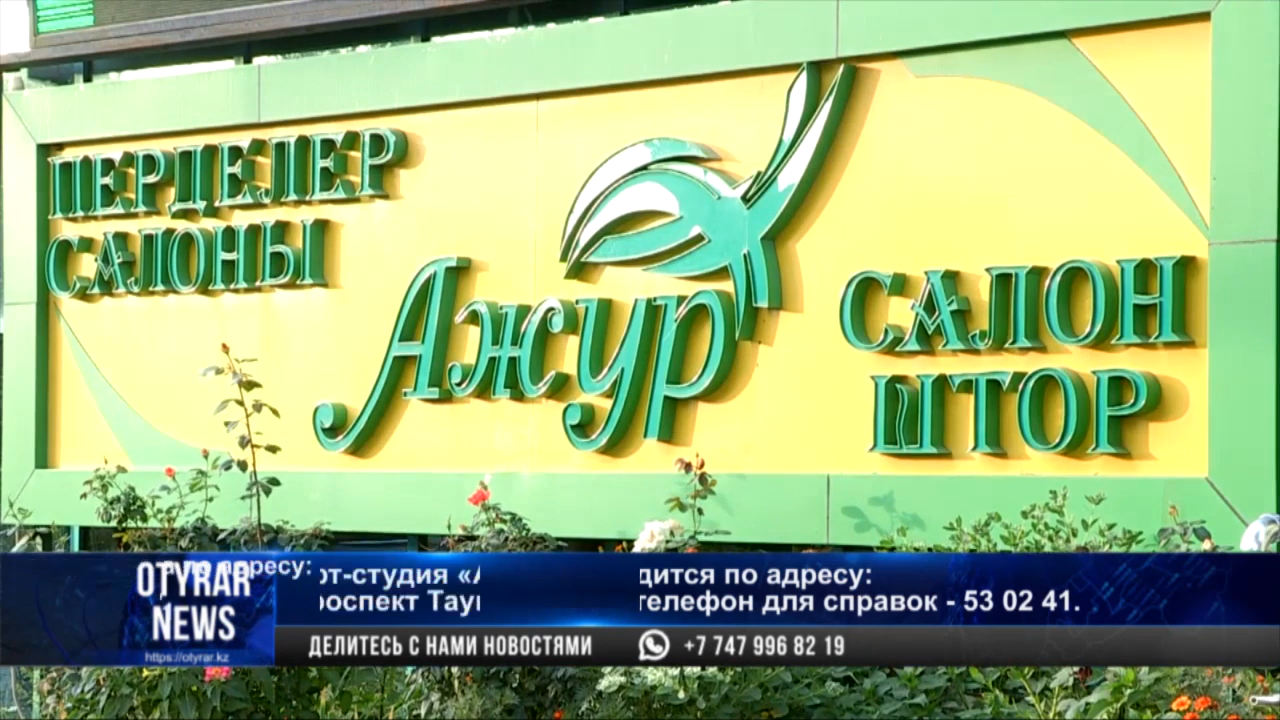 ПЕРДЕЛЕР
САЛОНЫ
Ажур
САЛОН
ШТОР
адресу:
OTYRAR
NEWS
https://otyrar.kz
дится по адресу:
телефон для справок - 53 02 41.
ДЕЛИТЕСЬ С НАМИ НОВОСТЯМИ
+7 747 996 82 19